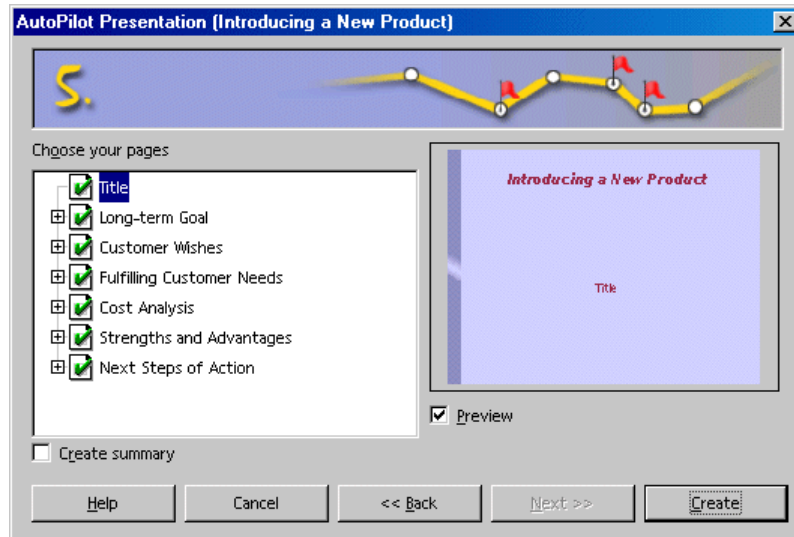 AutoPilot Presentation (Introducing a New Product)
5.
Choose your pages
Title
Long-term Goal
Customer Wishes
Fulfilling Customer Needs
Cost Analysis
Strengths and Advantages
Next Steps of Action
Introducing a New Product
Title
Preview
Create summary
Help
Cancel
<< Back
Next >>
Create